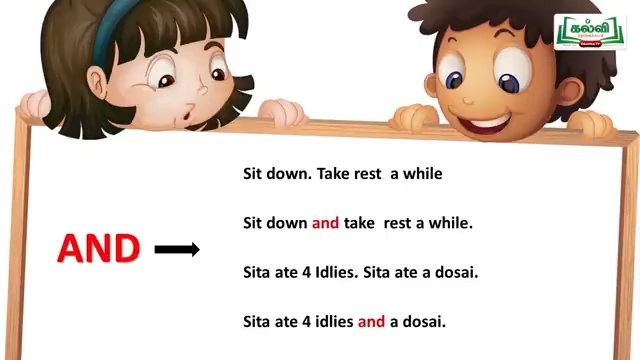 கல்வி
Sit down. Take rest a while
Sit down and take rest a while.
AND
Sita ate 4 Idlies. Sita ate a dosai.
Sita ate 4 idlies and a dosai.